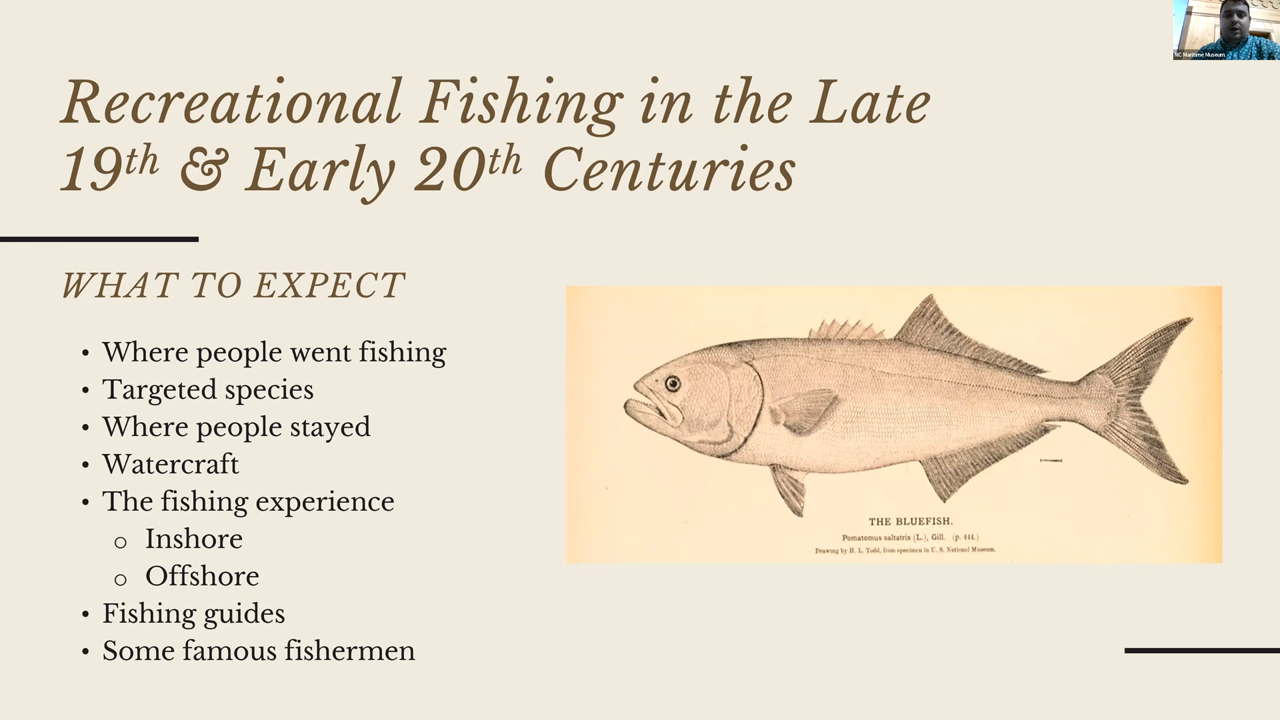 Recreational Fishing in the Late
19th & Early 20th Centuries
WHAT TO EXPECT
• Where people went fishing
• Targeted species
• Where people stayed
• Watercraft
• The fishing experience
o Inshore
o Offshore
• Fishing guides
• Some famous fishermen
THE BLUEFISH.
Pomatomus saltatrix (L.), Gill. (p. 444.)
Drawing by H. L. Todd, from specimen in U. S. National Museum.
NC Maritime Museum